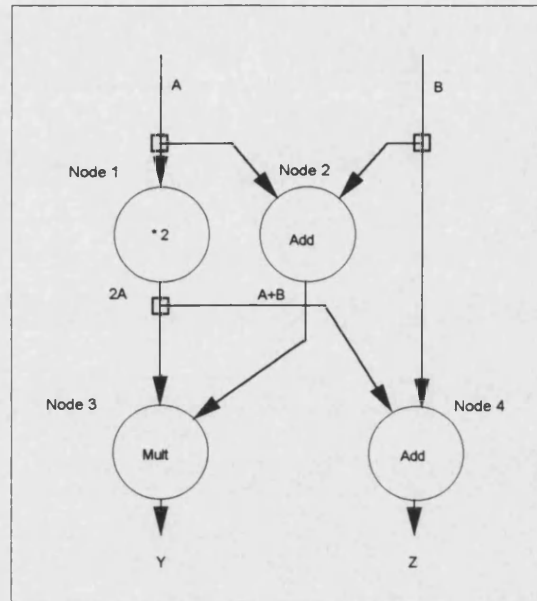 A
B
Node 1
Node 2
* 2
Add
2A
A+B
Node 3
Node 4
Mult
Add
Y
Z